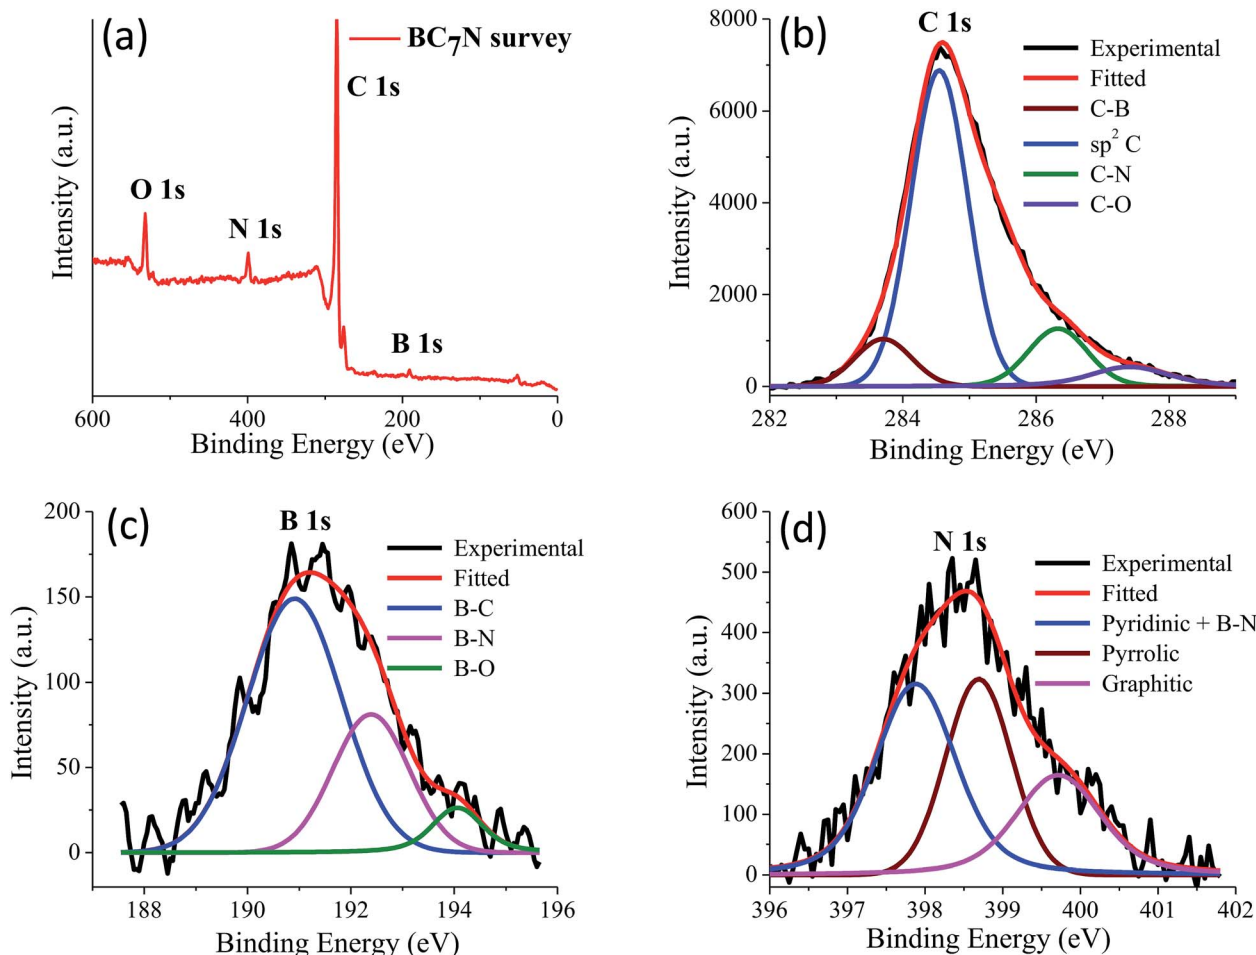 (a)
BC7N survey
C 1s
O 1s
N 1s
B 1s
Intensity (a.u.)
600 400 200 0
Binding Energy (eV)
(b)
C 1s
Experimental
Fitted
C-B
sp² C
C-N
C-O
8000
6000
4000
2000
0
Intensity (a.u.)
282 284 286 288
Binding Energy (eV)
(c)
B 1s
Experimental
Fitted
B-C
B-N
B-O
200
150
100
50
0
Intensity (a.u.)
188 190 192 194 196
Binding Energy (eV)
(d)
N 1s
Experimental
Fitted
Pyridinic + B-N
Pyrrolic
Graphitic
600
500
400
300
200
100
0
Intensity (a.u.)
396 397 398 399 400 401 402
Binding Energy (eV)